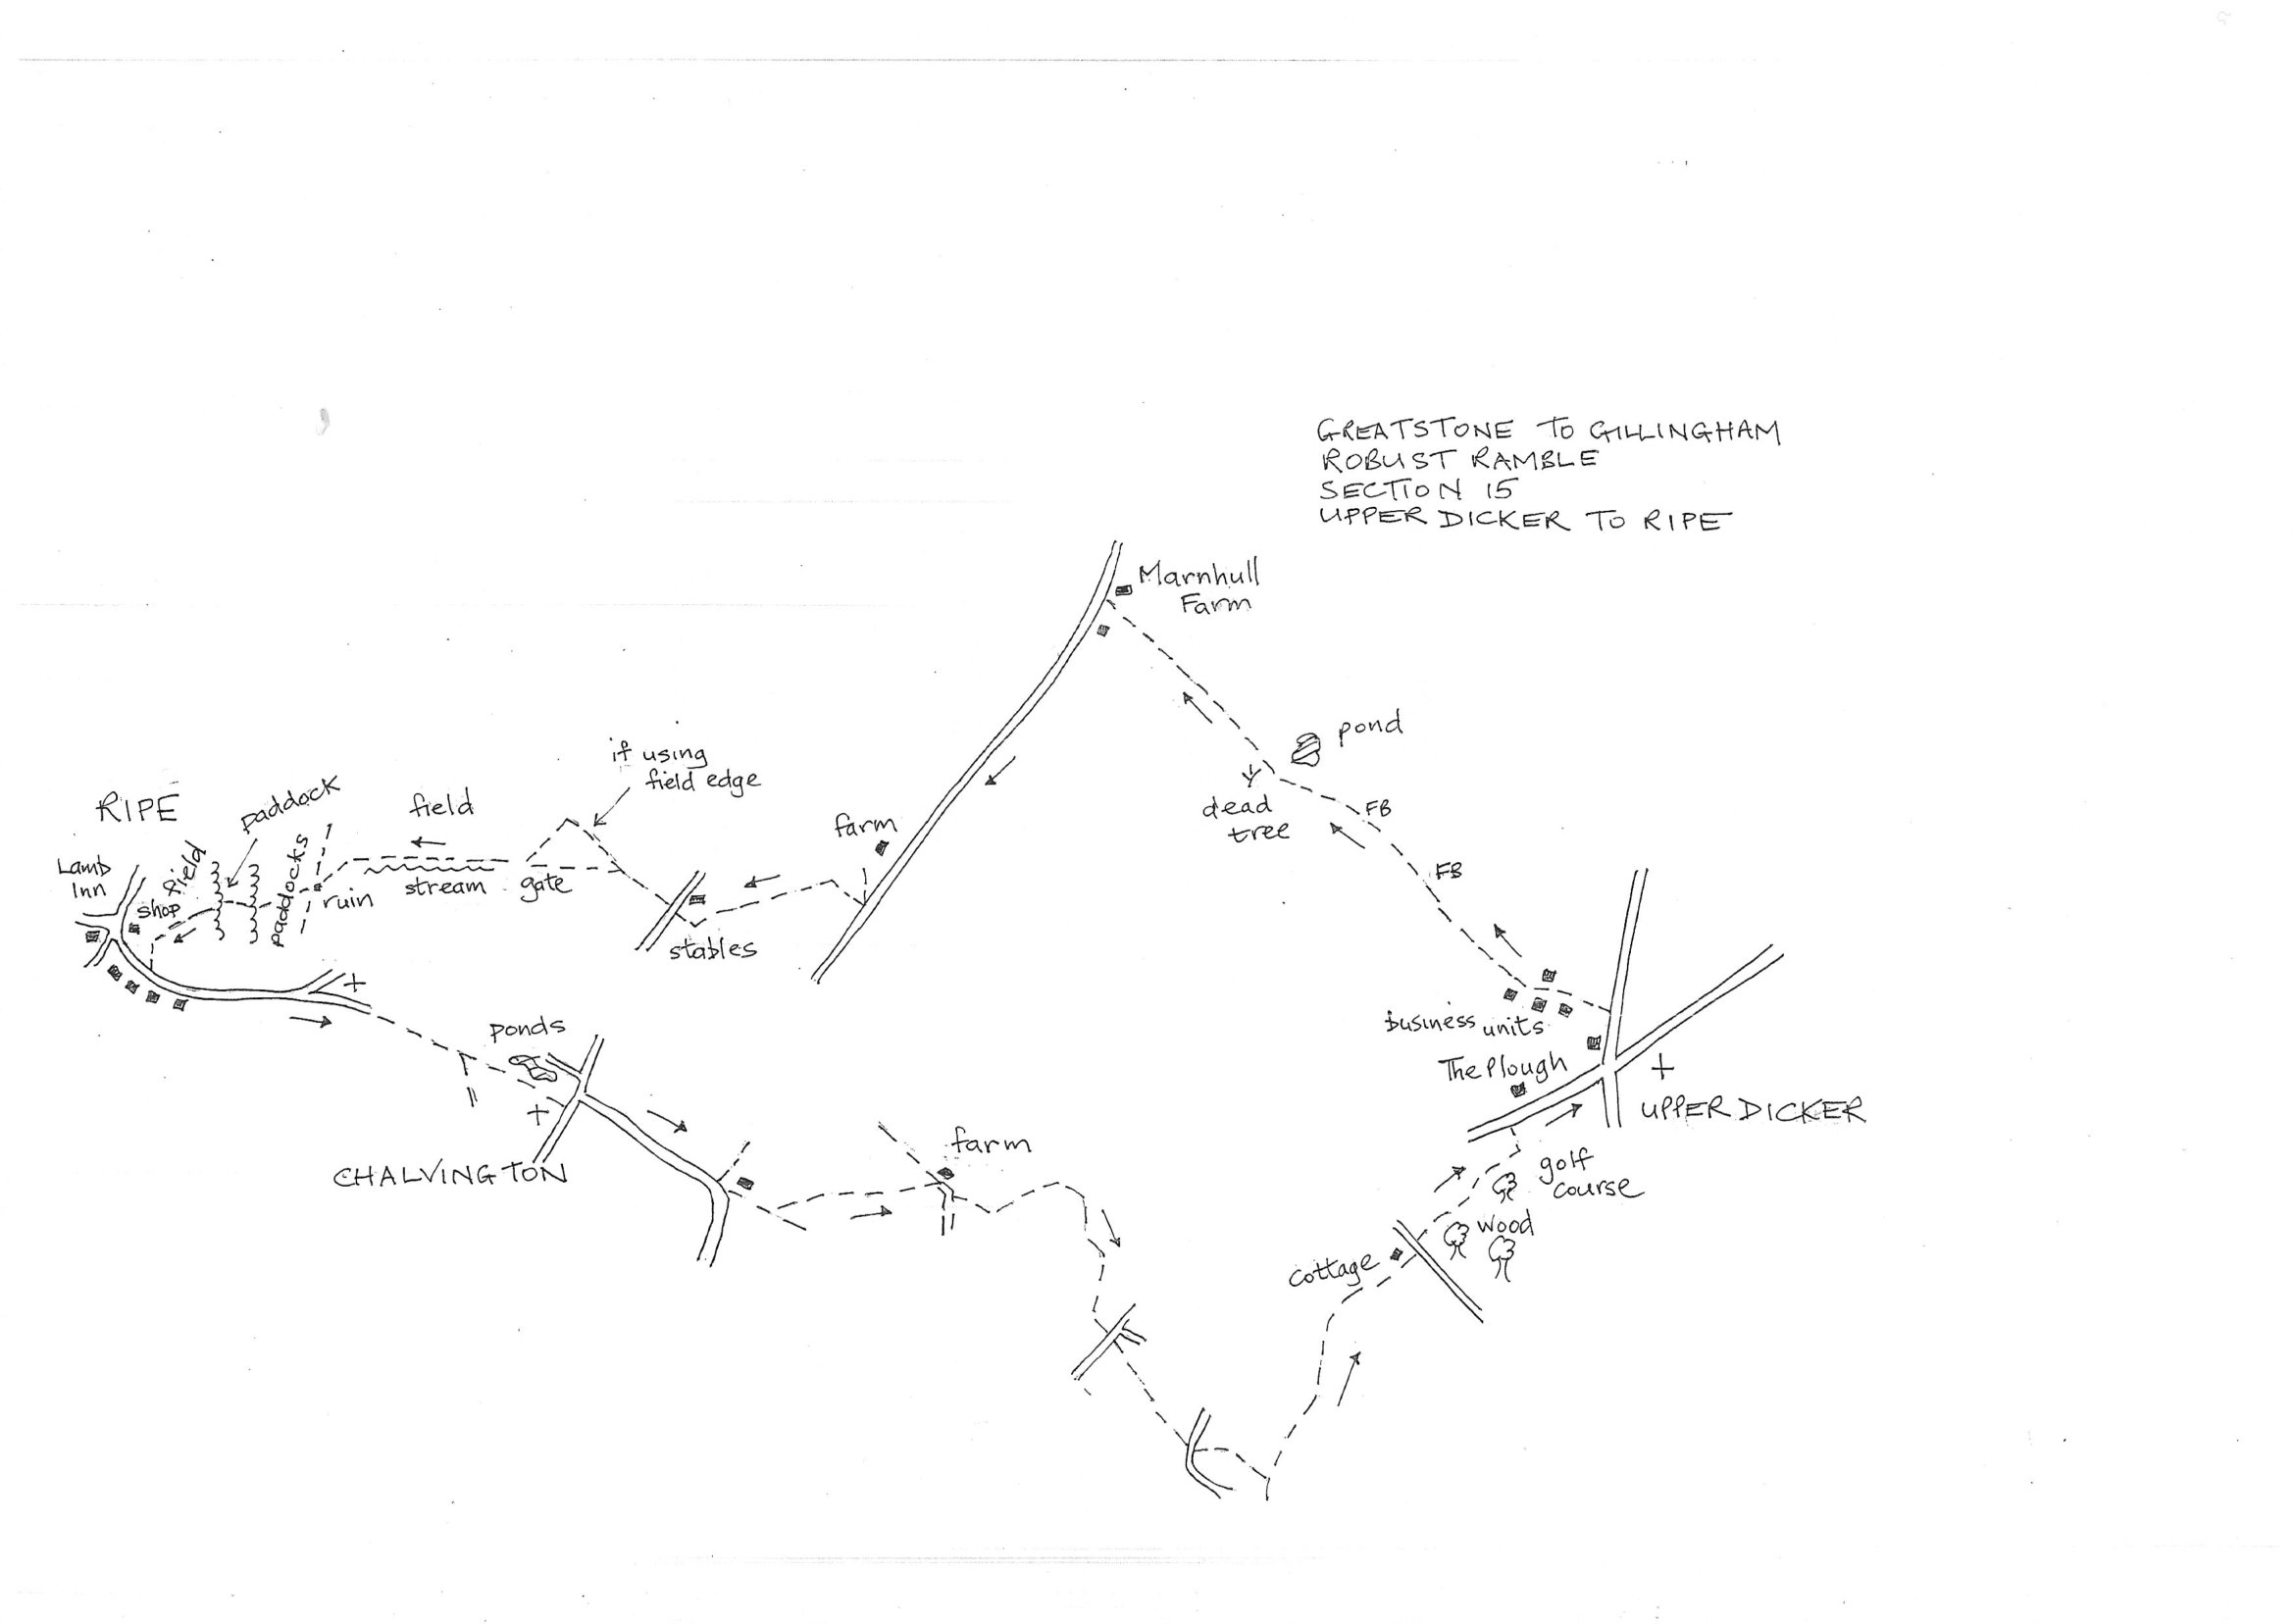 GREATSTONE TO GILLINGHAM
ROBUST RAMBLE
SECTION 15
UPPER DICKER TO RIPE
Marnhull
Farm
pond
if using
field edge
dead
tree
FB
FB
farm
RIPE
paddock
field
field
paddocks
Lamb
Inn
shop
ruin
stream
gate
stables
business units
The Plough
UPPER DICKER
ponds
CHALVINGTON
farm
golf
course
wood
cottage